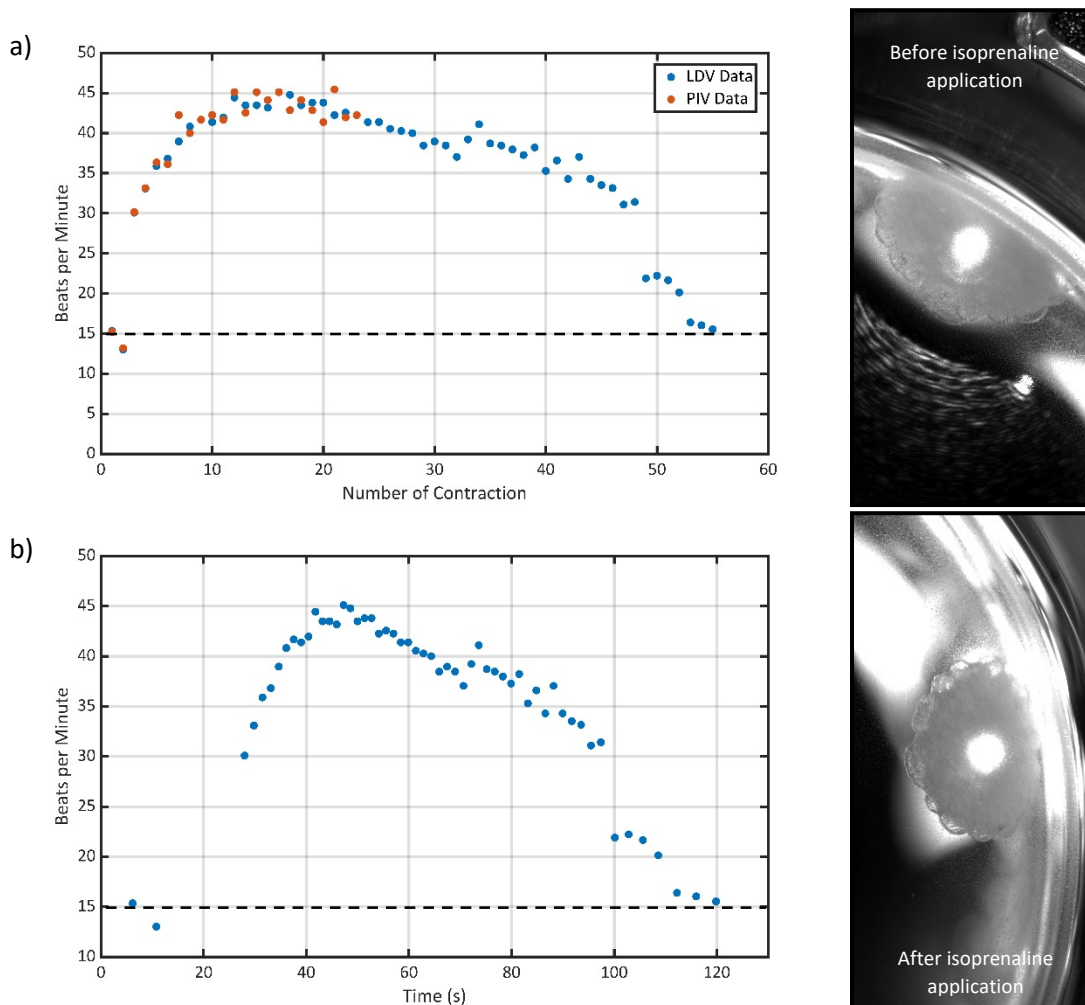 a)
50
45
40
35
30
25
20
15
10
5
0
Beats per Minute
LDV Data
PIV Data
0 10 20 30 40 50 60
Number of Contraction
Before isoprenaline
application
b)
50
45
40
35
30
25
20
15
10
Beats per Minute
0 20 40 60 80 100 120
Time (s)
After isoprenaline
application